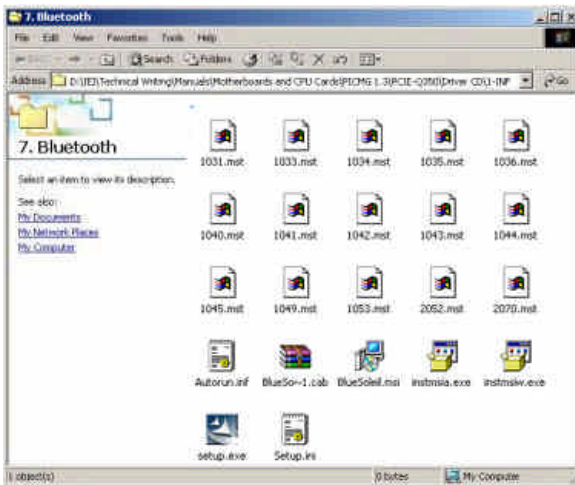 7. Bluetooth
File Edit View Favorites Tools Help
Search Folders
Address D:\IEI\Technical Writing\Manuals\Motherboards and CPU Cards\PICMG 1.3\PCIE-Q350\Driver CD\1-INF Go
7. Bluetooth
Select an item to view its description.
See also:
My Documents
My Network Places
My Computer
1031.mst 1033.mst 1034.mst 1035.mst 1036.mst
1040.mst 1041.mst 1042.mst 1043.mst 1044.mst
1045.mst 1049.mst 1053.mst 2052.mst 2070.mst
Autorun.inf BlueSo~1.cab BlueSoleil.msi instmsia.exe instmsiw.exe
setup.exe Setup.ini
1 object(s) 0 bytes My Computer